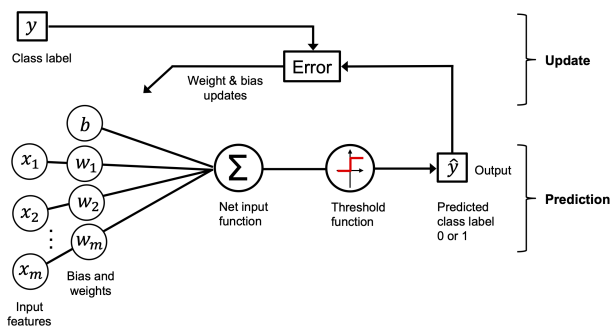 y
Class label
Error
Update
Weight & bias
updates
b
x₁
w₁
x₂
w₂
⋮
xₘ
wₘ
Σ
ŷ
Output
Net input
function
Threshold
function
Predicted
class label
0 or 1
Prediction
Bias and
weights
Input
features